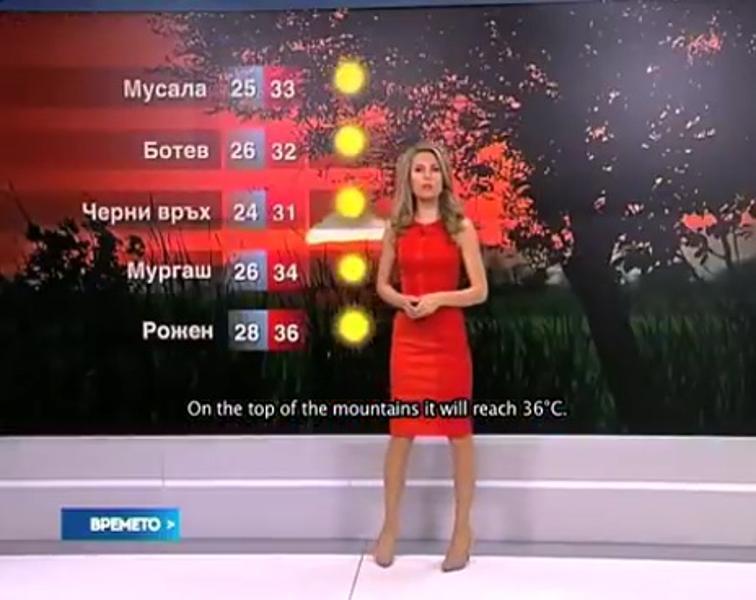 Мусала 25 33
Ботев 26 32
Черни връх 24 31
Мургаш 26 34
Рожен 28 36
On the top of the mountains it will reach 36°C.
ВРЕМЕТО >